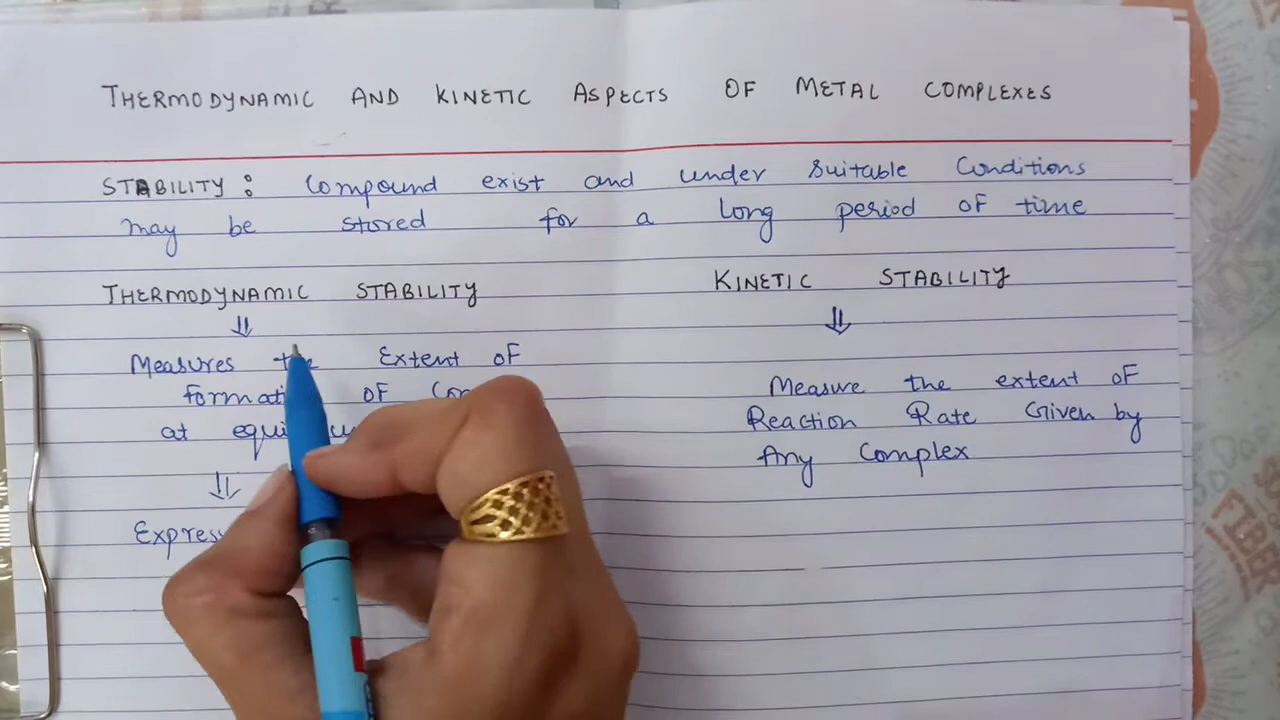 THERMODYNAMIC AND KINETIC ASPECTS OF METAL COMPLEXES
STABILITY : Compound exist and under suitable conditions
may be stored for a long period of time
THERMODYNAMIC STABILITY
Measures the Extent of
OF
at
KINETIC STABILITY
Measure the extent of
Reaction Rate Given by
Any Complex
FIBER